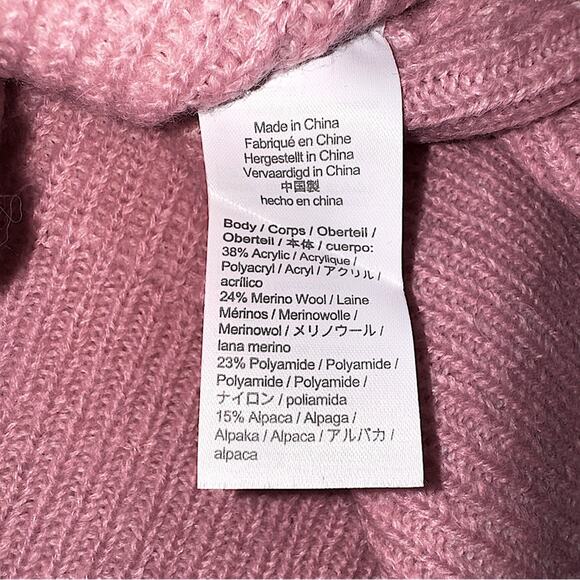 Made in China
Fabriqué en Chine
Hergestellt in China
Vervaardigd in China
中国製
hecho en china
Body / Corps / Oberteil /
Oberteil / 本体 / cuerpo:
38% Acrylic / Acrylique /
Polyacryl / Acryl / アクリル /
acrílico
24% Merino Wool / Laine
Mérinos / Merinowolle /
Merinowol / メリノウール /
lana merino
23% Polyamide / Polyamide /
Polyamide / Polyamide /
ナイロン / poliamida
15% Alpaca / Alpaga /
Alpaka / Alpaca / アルパカ /
alpaca